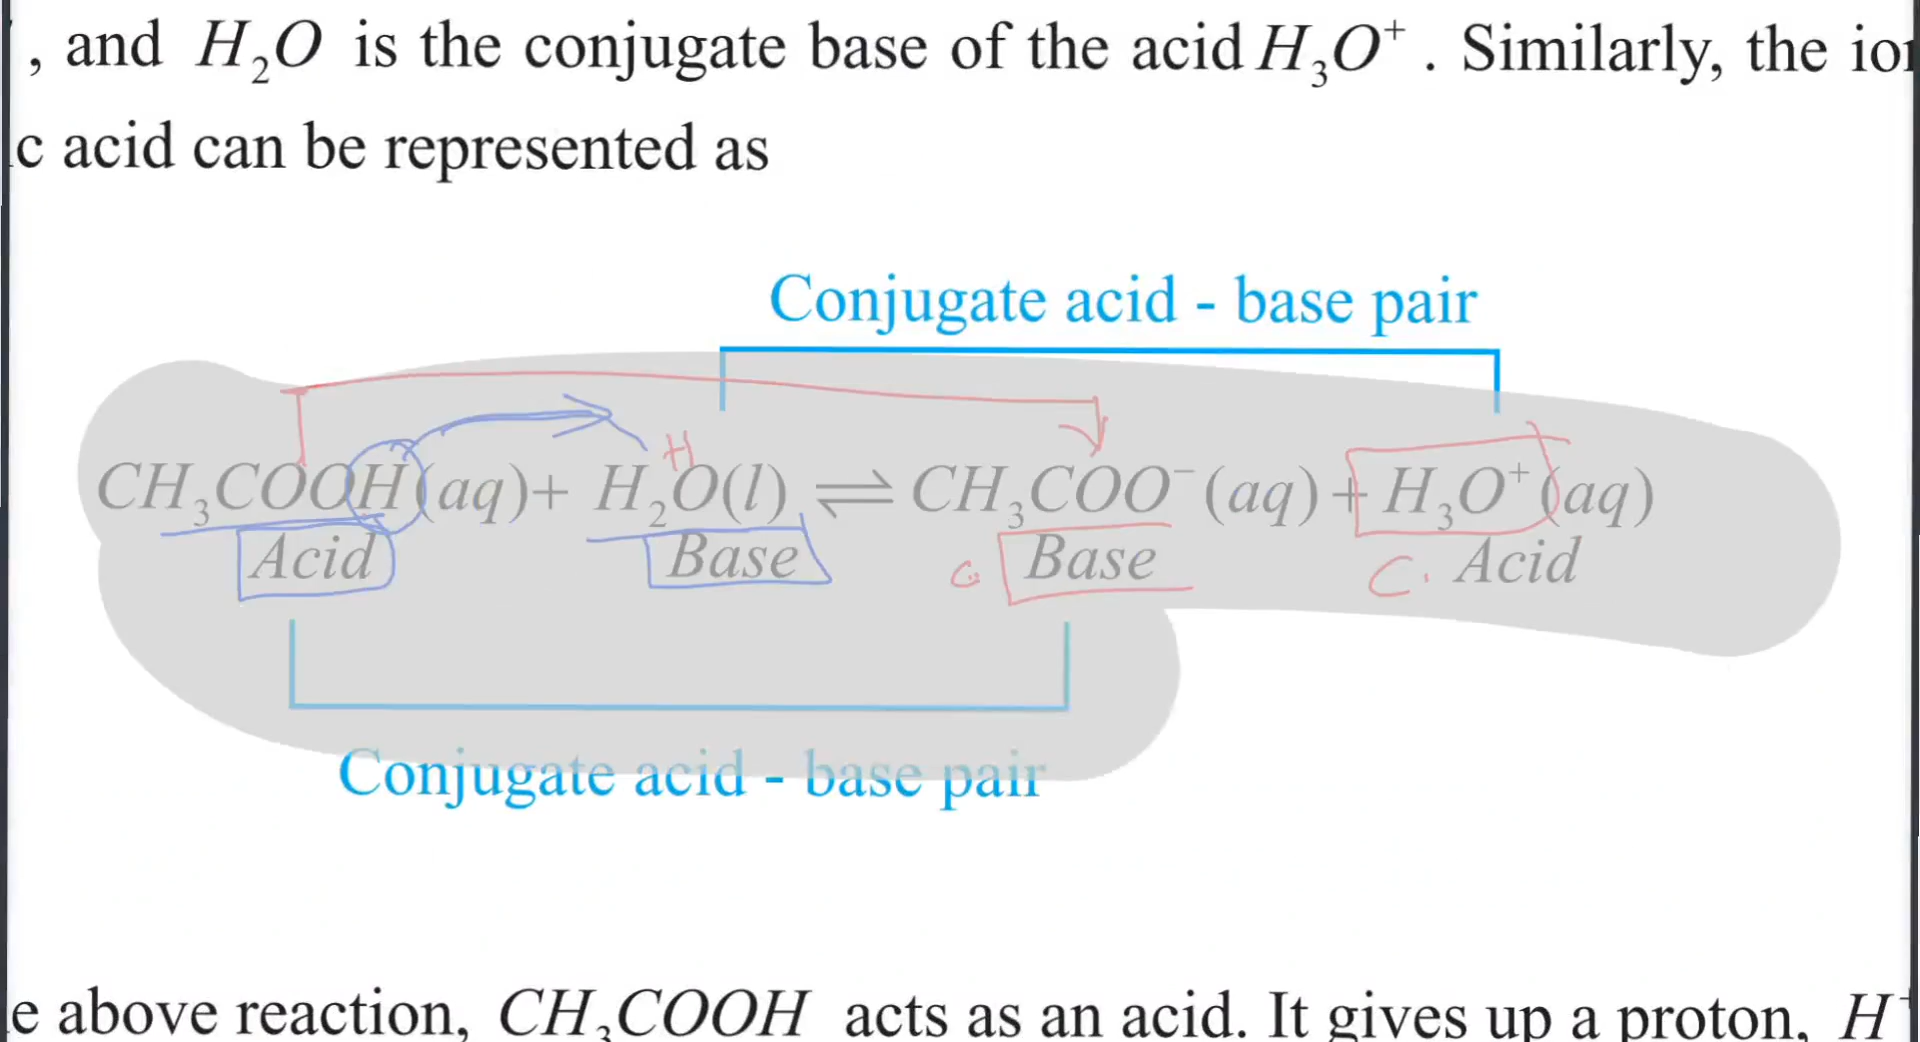 , and H₂O is the conjugate base of the acid H₃O⁺ . Similarly, the
c acid can be represented as
Conjugate acid - base pair
H
CH₃COOH(aq)+ H₂O(l) ⇌ CH₃COO⁻(aq)+H₃O⁺(aq)
Acid Base C. Base C. Acid
Conjugate acid - base pair
e above reaction, CH₃COOH acts as an acid. It gives up a proton, H⁺